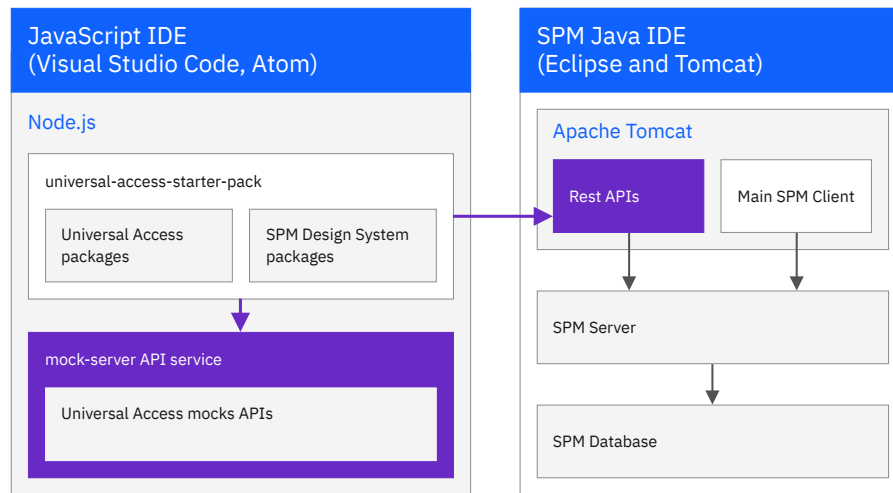 JavaScript IDE
(Visual Studio Code, Atom)
Node.js
universal-access-starter-pack
Universal Access
packages
SPM Design System
packages
mock-server API service
Universal Access mocks APIs
SPM Java IDE
(Eclipse and Tomcat)
Apache Tomcat
Rest APIs
Main SPM Client
SPM Server
SPM Database